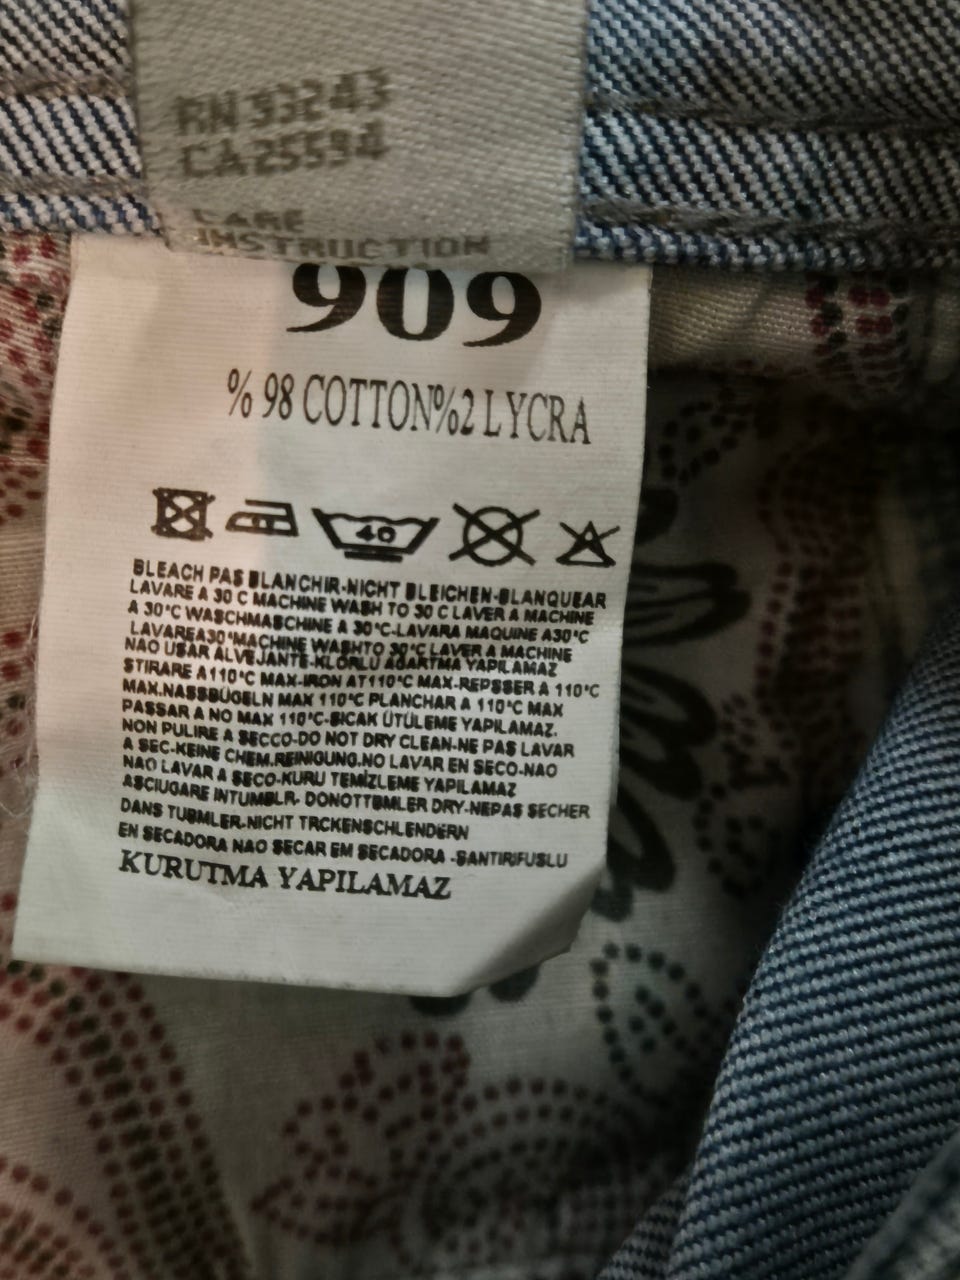 RN 33243
CA25594
CARE
INSTRUCTION
909
% 98 COTTON%2 LYCRA
40
BLEACH PAS BLANCHIR-NICHT BLEICHEN-BLANQUEAR
LAVARE A 30 C MACHINE WASH TO 30 C LAVER A MACHINE
A 30°C WASCHMASCHINE A 30°C-LAVARA MAQUINE A30°C
LAVAREA30°MACHINE WASHTO 30°C LAVER A MACHINE
NAO USAR ALVEJANTE-KLORLU AĞARTMA YAPILAMAZ
STIRARE A110°C MAX-IRON AT110°C MAX-REPSSER A 110°C
MAX.NASSBÜGELN MAX 110°C PLANCHAR A 110°C MAX
PASSAR A NO MAX 110°C-SICAK ÜTÜLEME YAPILAMAZ.
NON PULIRE A SECCO-DO NOT DRY CLEAN-NE PAS LAVAR
A SEC-KEINE CHEM.REINIGUNG.NO LAVAR EN SECO-NAO
NAO LAVAR A SECO-KURU TEMİZLEME YAPILAMAZ
ASCIUGARE INTUMBLR. DONOTTBMLER DRY-NEPAS SECHER
DANS TUBMLER.NICHT TRCKENSCHLENDERN
EN SECADORA NAO SECAR EM SECADORA -SANTIRIFUSLU
KURUTMA YAPILAMAZ